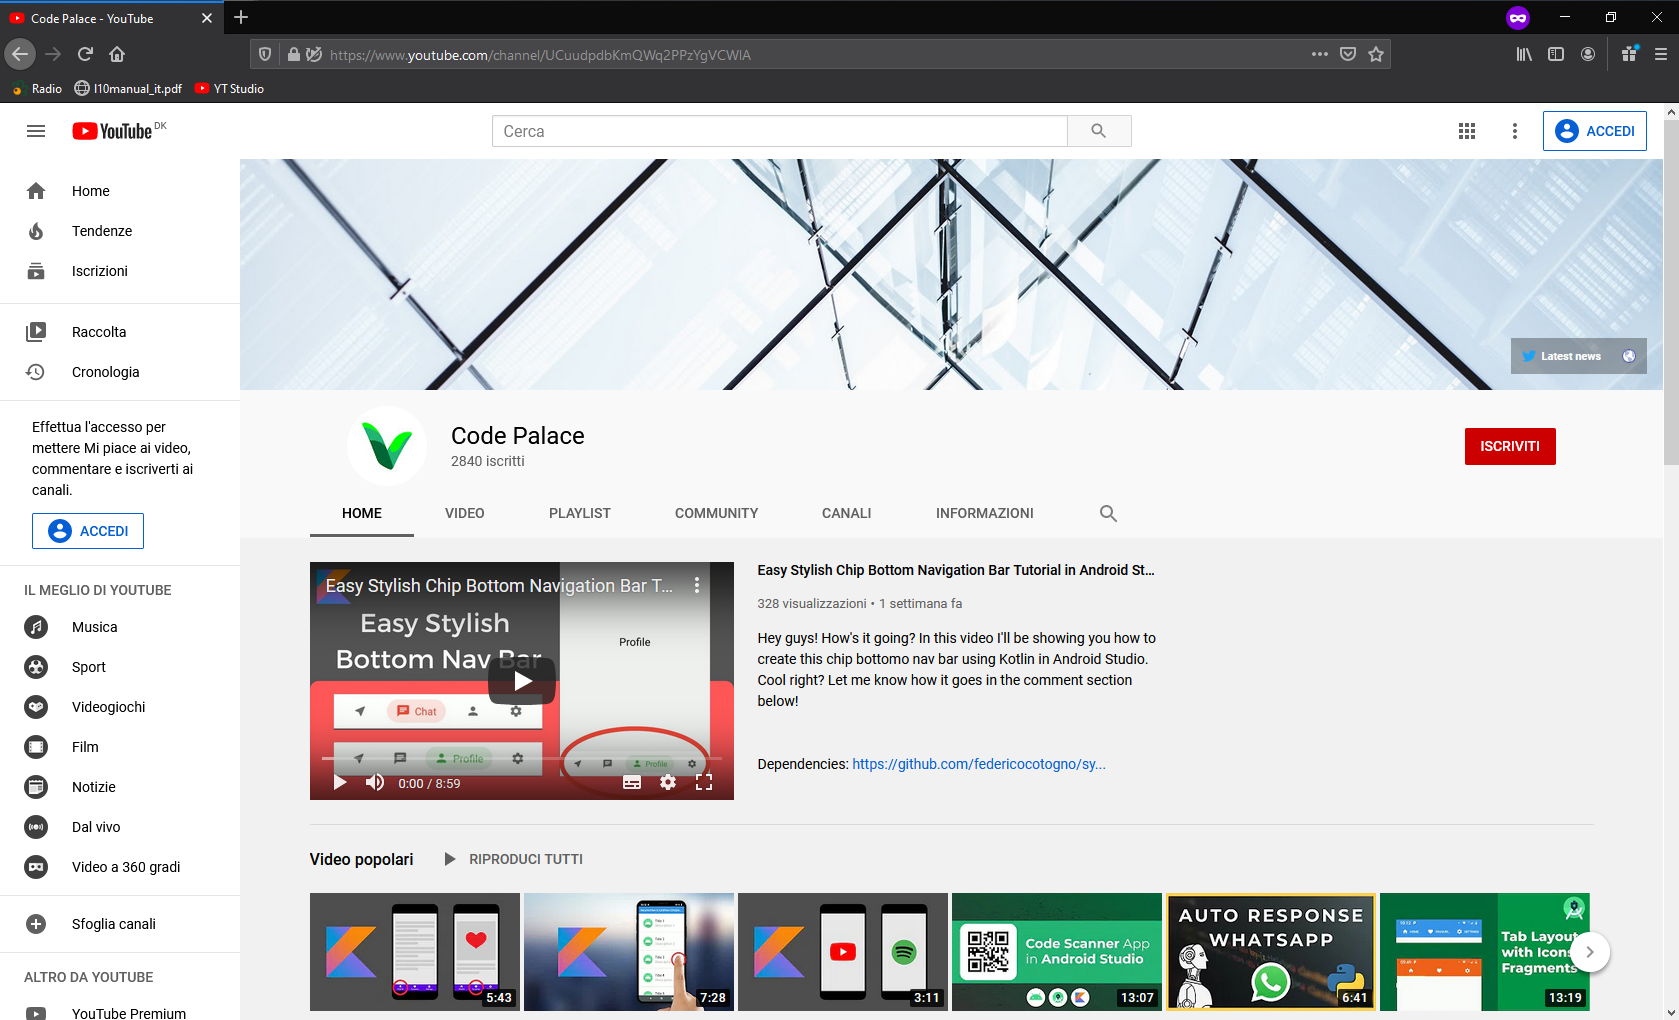 Code Palace - YouTube
https://www.youtube.com/channel/UCuudpdbKmQWq2PPzYgVCWlA
Radio
l10manual_it.pdf
YT Studio
YouTube DK
Cerca
ACCEDI
Home
Tendenze
Iscrizioni
Raccolta
Cronologia
Effettua l'accesso per
mettere Mi piace ai video,
commentare e iscriverti ai
canali.
ACCEDI
IL MEGLIO DI YOUTUBE
Musica
Sport
Videogiochi
Film
Notizie
Dal vivo
Video a 360 gradi
Sfoglia canali
ALTRO DA YOUTUBE
YouTube Premium
Latest news
Code Palace
2840 iscritti
ISCRIVITI
HOME
VIDEO
PLAYLIST
COMMUNITY
CANALI
INFORMAZIONI
Easy Stylish Chip Bottom Navigation Bar T...
Easy Stylish
Bottom Nav Bar
Profile
Chat
Profile
Profile
0:00 / 8:59
Easy Stylish Chip Bottom Navigation Bar Tutorial in Android St...
328 visualizzazioni • 1 settimana fa
Hey guys! How's it going? In this video I'll be showing you how to
create this chip bottomo nav bar using Kotlin in Android Studio.
Cool right? Let me know how it goes in the comment section
below!
Dependencies: https://github.com/federicocotogno/sy...
Video popolari
RIPRODUCI TUTTI
5:43
7:28
3:11
Code Scanner App
in Android Studio
13:07
AUTO RESPONSE
WHATSAPP
6:41
Tab Layout
with Icons
Fragments
13:19